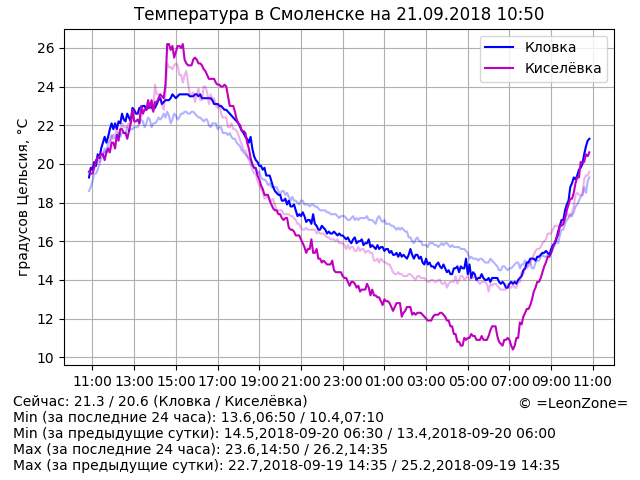 Температура в Смоленске на 21.09.2018 10:50
Кловка
Киселёвка
градусов Цельсия, °C
26
24
22
20
18
16
14
12
10
11:00 13:00 15:00 17:00 19:00 21:00 23:00 01:00 03:00 05:00 07:00 09:00 11:00
Сейчас: 21.3 / 20.6 (Кловка / Киселёвка)
© =LeonZone=
Min (за последние 24 часа): 13.6,06:50 / 10.4,07:10
Min (за предыдущие сутки): 14.5,2018-09-20 06:30 / 13.4,2018-09-20 06:00
Max (за последние 24 часа): 23.6,14:50 / 26.2,14:35
Max (за предыдущие сутки): 22.7,2018-09-19 14:35 / 25.2,2018-09-19 14:35